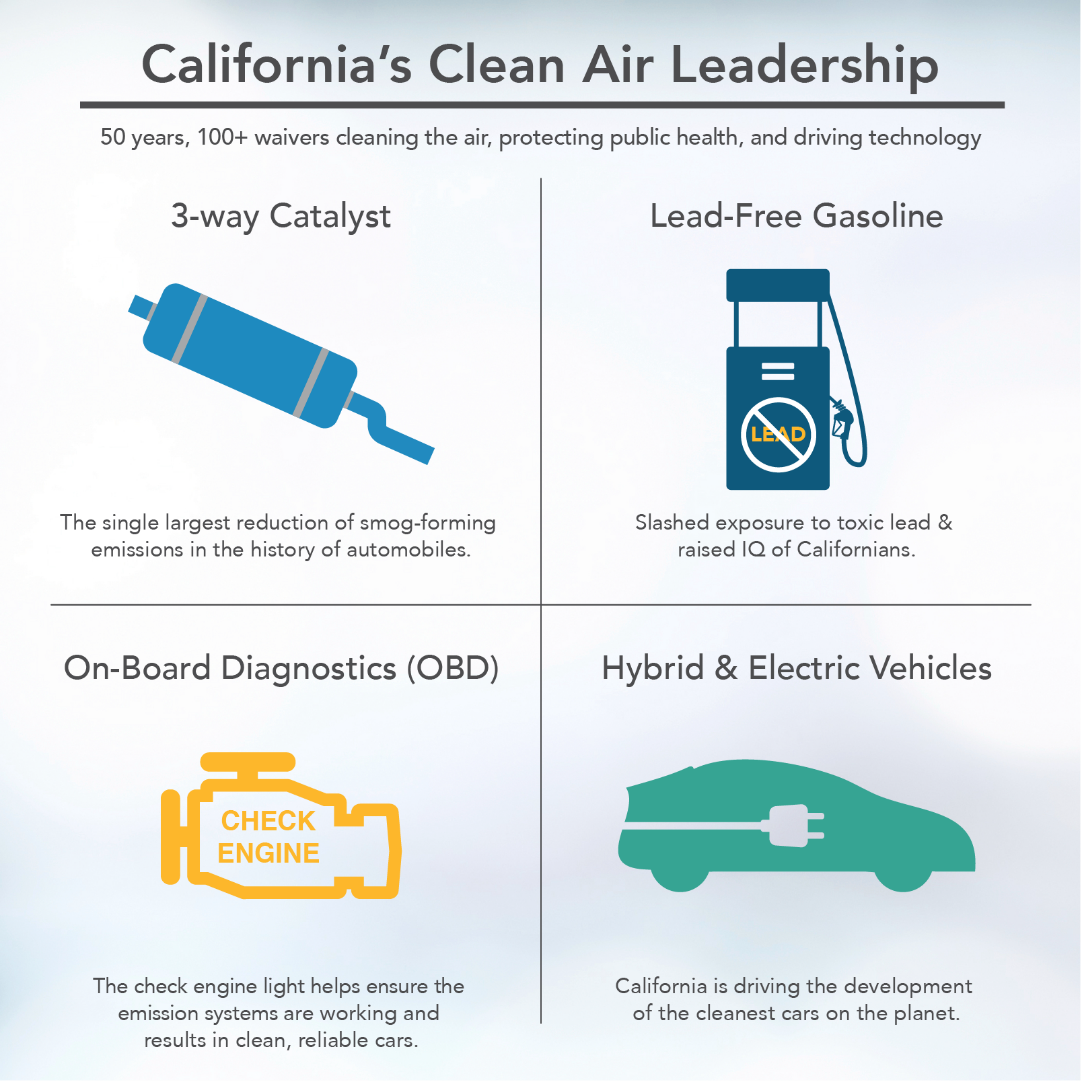 California's Clean Air Leadership
50 years, 100+ waivers cleaning the air, protecting public health, and driving technology
3-way Catalyst
The single largest reduction of smog-forming
emissions in the history of automobiles.
Lead-Free Gasoline
LEAD
Slashed exposure to toxic lead &
raised IQ of Californians.
On-Board Diagnostics (OBD)
CHECK
ENGINE
The check engine light helps ensure the
emission systems are working and
results in clean, reliable cars.
Hybrid & Electric Vehicles
California is driving the development
of the cleanest cars on the planet.